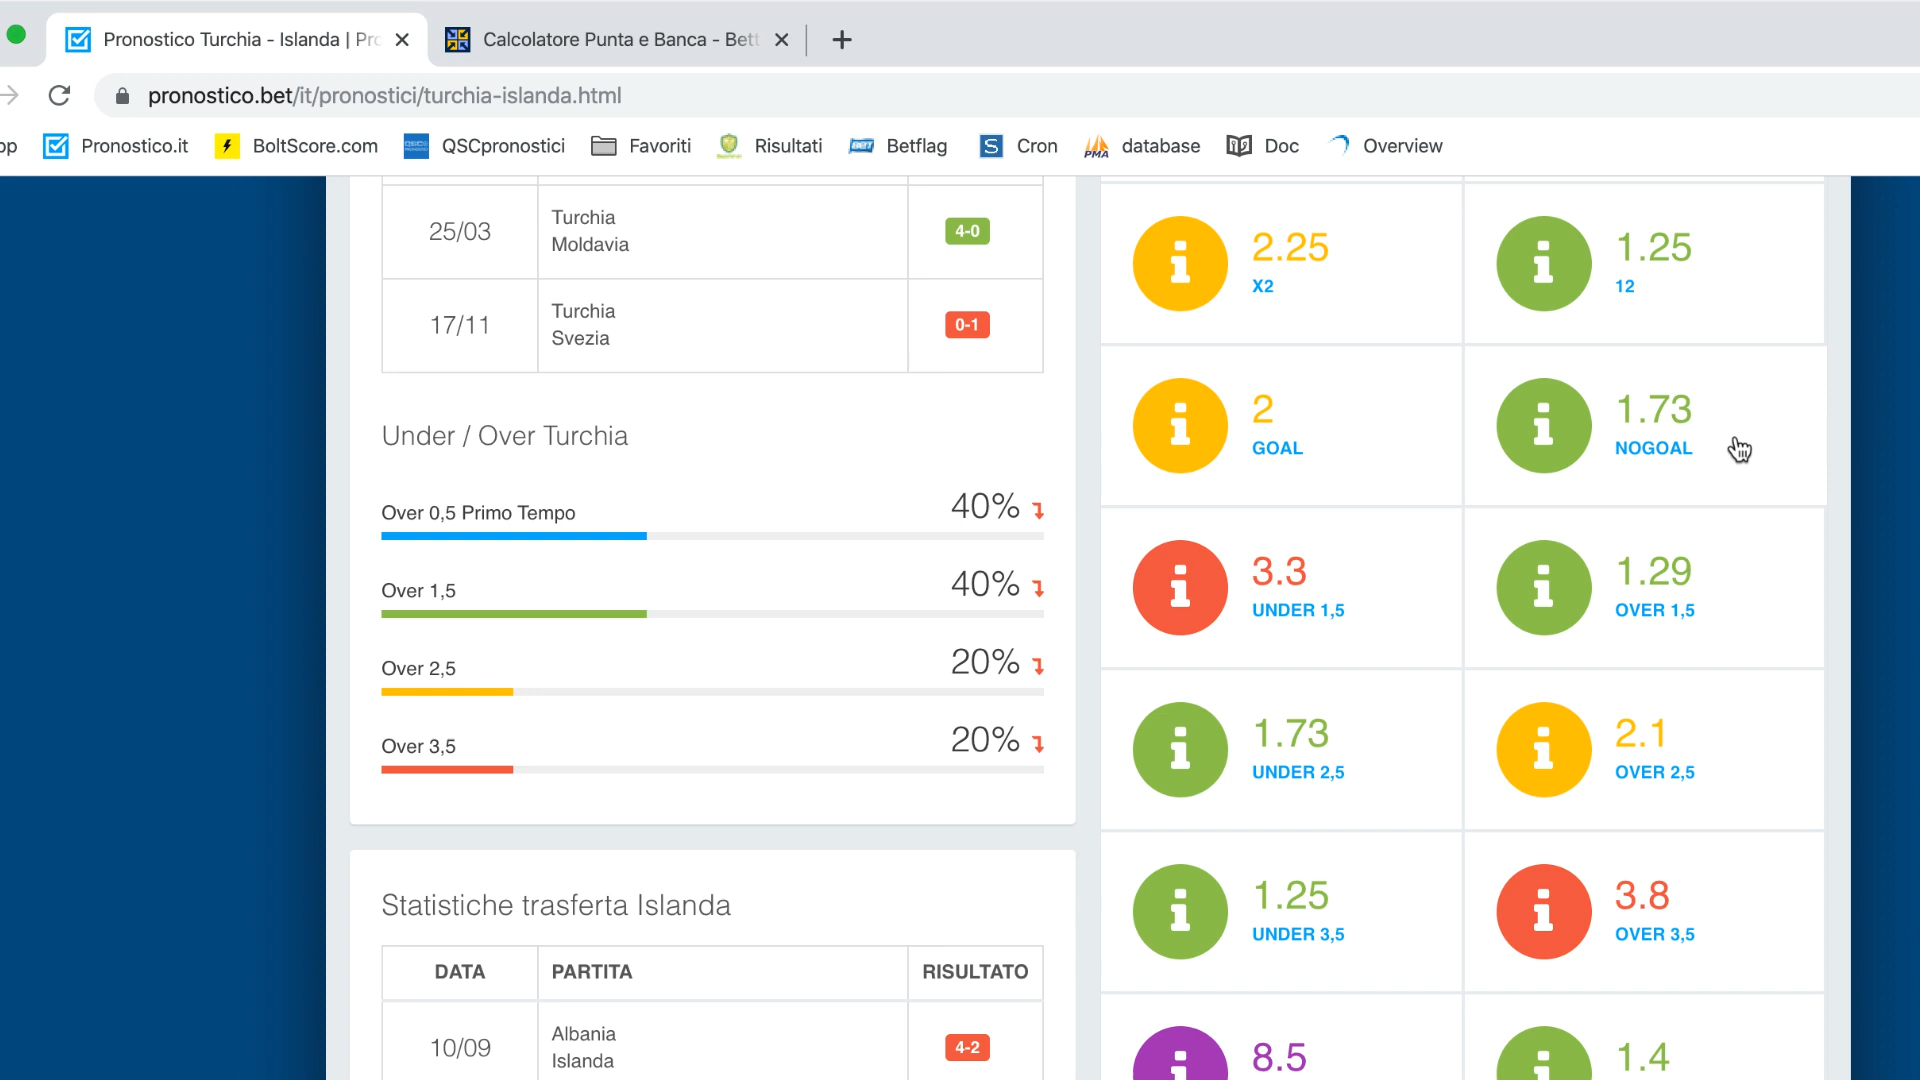 Pronostico Turchia - Islanda | Pro
Calcolatore Punta e Banca - Bett
pronostico.bet/it/pronostici/turchia-islanda.html
pp
Pronostico.it
BoltScore.com
QSCpronostici
Favoriti
Risultati
Betflag
S
Cron
PMA
database
Doc
Overview
25/03
Turchia
Moldavia
4-0
17/11
Turchia
Svezia
0-1
Under / Over Turchia
Over 0,5 Primo Tempo
40%
Over 1,5
40%
Over 2,5
20%
Over 3,5
20%
Statistiche trasferta Islanda
DATA
PARTITA
RISULTATO
10/09
Albania
Islanda
4-2
2.25
X2
1.25
12
2
GOAL
1.73
NOGOAL
3.3
UNDER 1,5
1.29
OVER 1,5
1.73
UNDER 2,5
2.1
OVER 2,5
1.25
UNDER 3,5
3.8
OVER 3,5
8.5
1.4